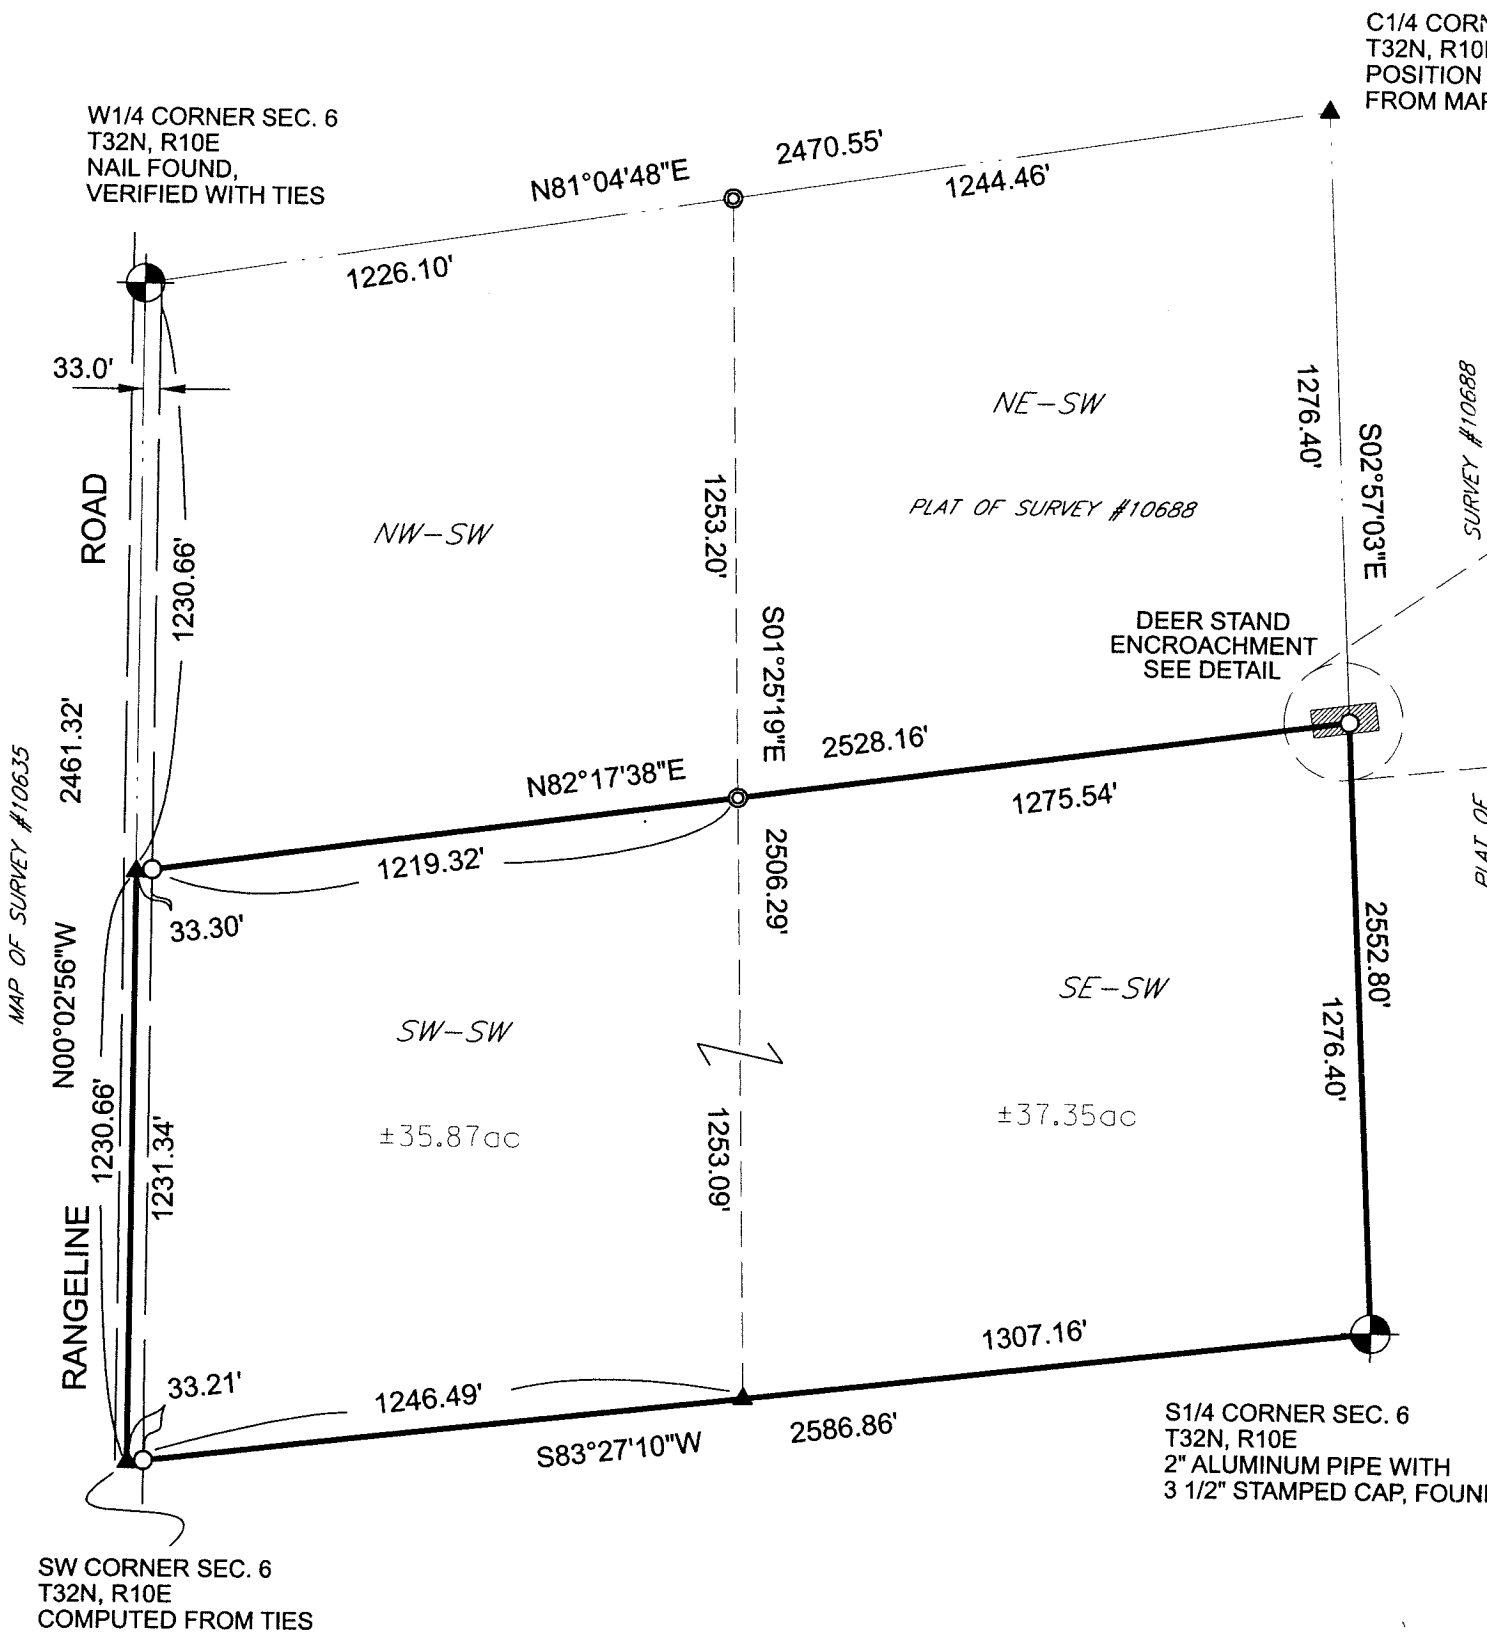 C1/4
T32N,
POSITION
FROM
W1/4 CORNER SEC. 6
T32N, R10E
NAIL FOUND,
VERIFIED WITH TIES
N81°04'48"E
2470.55'
1244.46'
1226.10'
33.0'
ROAD
1230.66'
2461.32'
MAP OF SURVEY #10635
N00°02'56"W
NW-SW
NE-SW
PLAT OF SURVEY #10688
1253.20'
S01°25'19"E
2506.29'
1276.40'
S02°57'03"E
SURVEY #10688
DEER STAND
ENCROACHMENT
SEE DETAIL
N82°17'38"E
2528.16'
1275.54'
1219.32'
33.30'
PLAT OF
SW-SW
±35.87ac
SE-SW
±37.35ac
2552.80'
1276.40'
1253.09'
1230.66'
1231.34'
RANGELINE
33.21'
1246.49'
1307.16'
S83°27'10"W
2586.86'
S1/4 CORNER SEC. 6
T32N, R10E
2" ALUMINUM PIPE WITH
3 1/2" STAMPED CAP,
SW CORNER SEC. 6
T32N, R10E
COMPUTED FROM TIES